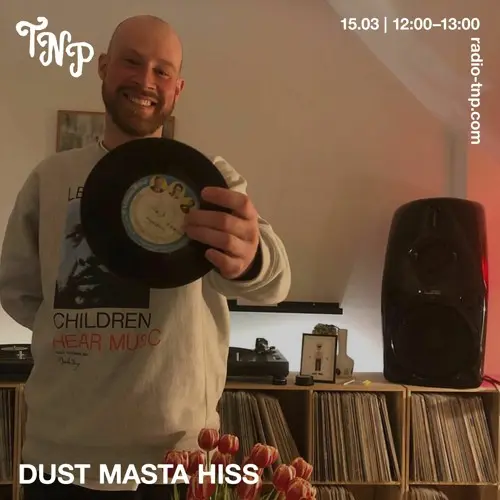 TNP
15.03 | 12:00–13:00
radio-tnp.com
LE
CHILDREN
HEAR MUSIC
DUST MASTA HISS